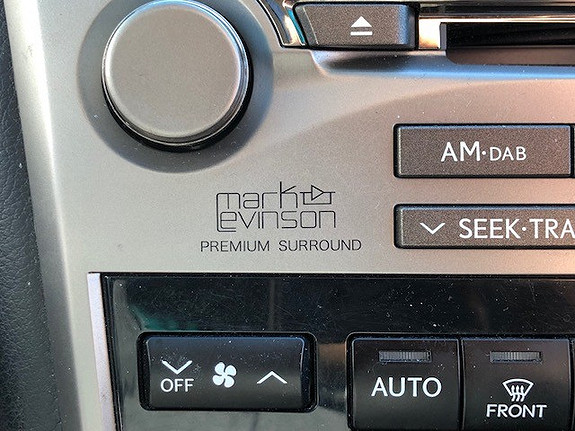 AM·DAB
mark
levinson
PREMIUM SURROUND
SEEK·TRA
OFF
AUTO
FRONT